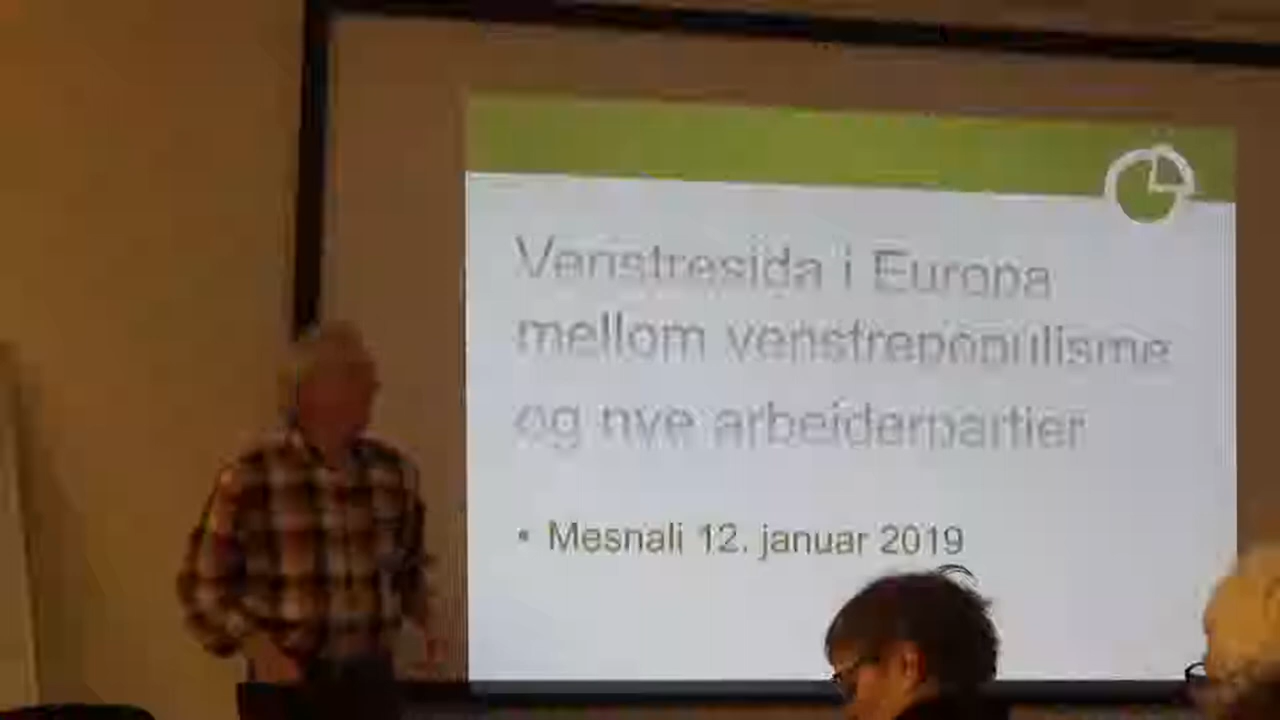 Venstresida i Europa
mellom venstrepopulisme
og nye arbeiderpartier
• Mesnali 12. januar 2019